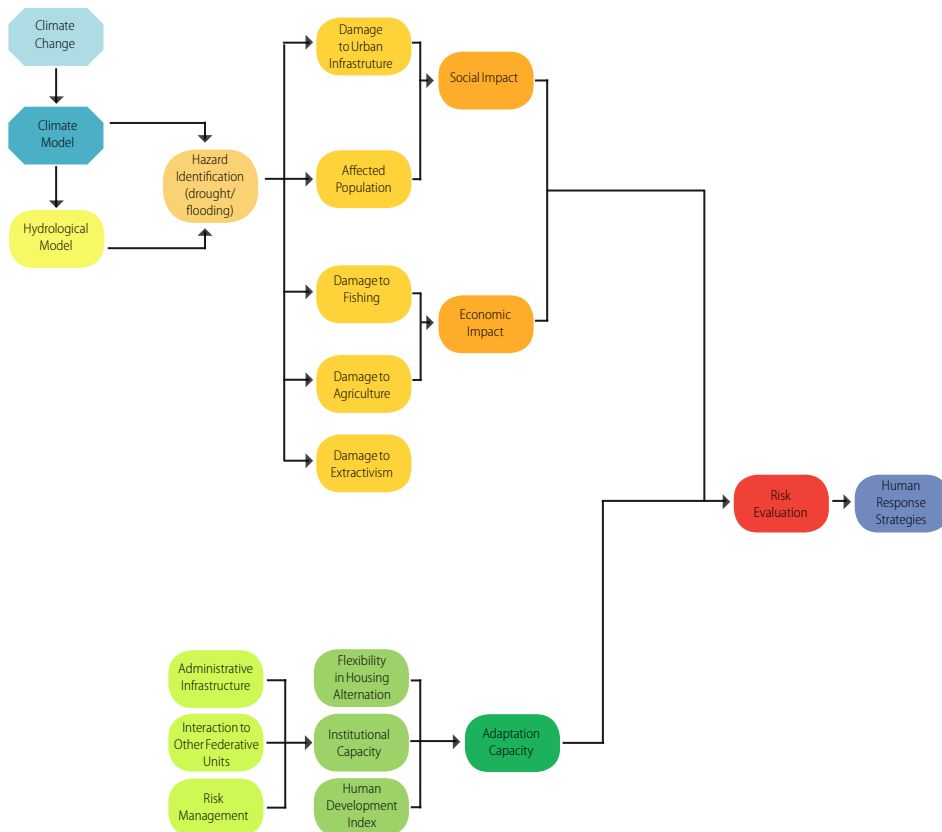 Climate
Change
Climate
Model
Hydrological
Model
Hazard
Identification
(drought/
flooding)
Damage
to Urban
Infrastruture
Affected
Population
Damage to
Fishing
Damage to
Agriculture
Damage to
Extractivism
Social Impact
Economic
Impact
Risk
Evaluation
Human
Response
Strategies
Administrative
Infrastructure
Interaction to
Other Federative
Units
Risk
Management
Flexibility
in Housing
Alternation
Institutional
Capacity
Human
Development
Index
Adaptation
Capacity